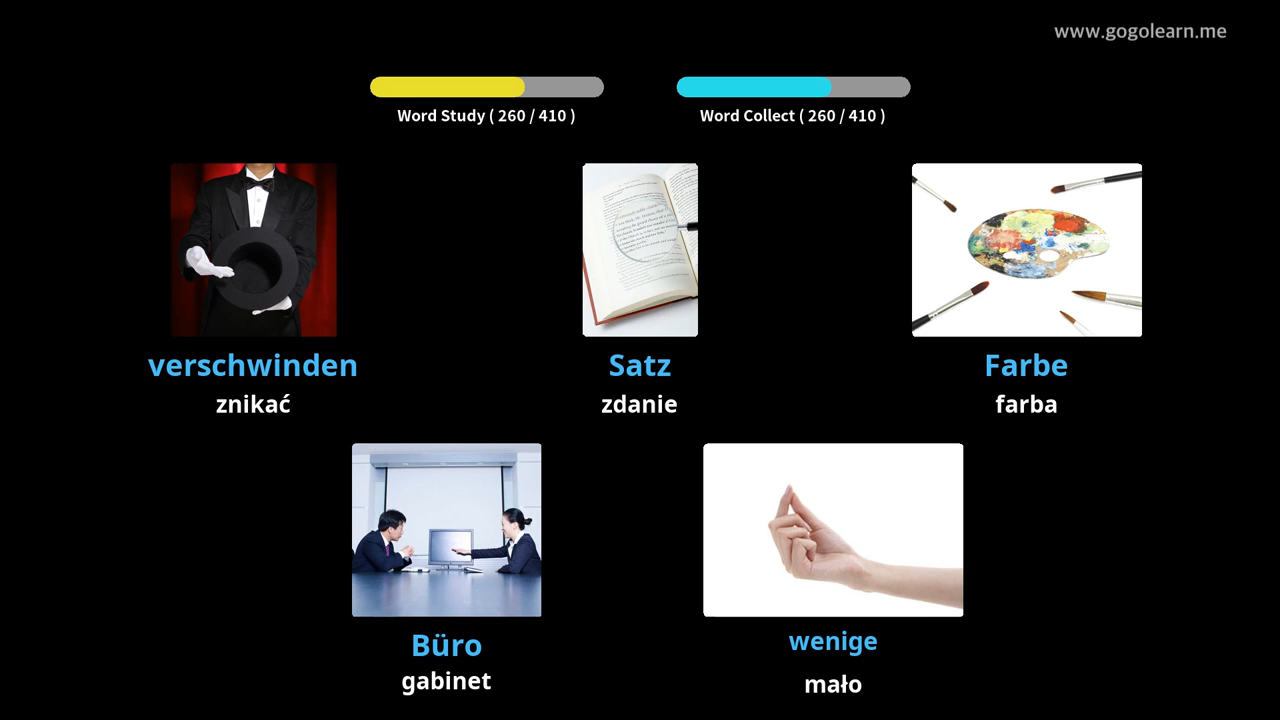 www.gogolearn.me
Word Study ( 260 / 410 )
Word Collect ( 260 / 410 )
verschwinden
znikać
Satz
zdanie
Farbe
farba
Büro
gabinet
wenige
mało